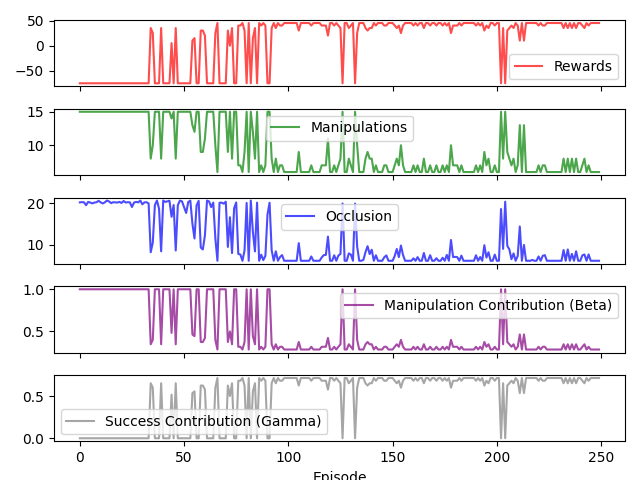 50
0
−50
Rewards
15
10
Manipulations
20
10
Occlusion
1.0
0.5
Manipulation Contribution (Beta)
0.5
0.0
Success Contribution (Gamma)
0 50 100 150 200 250
Episode